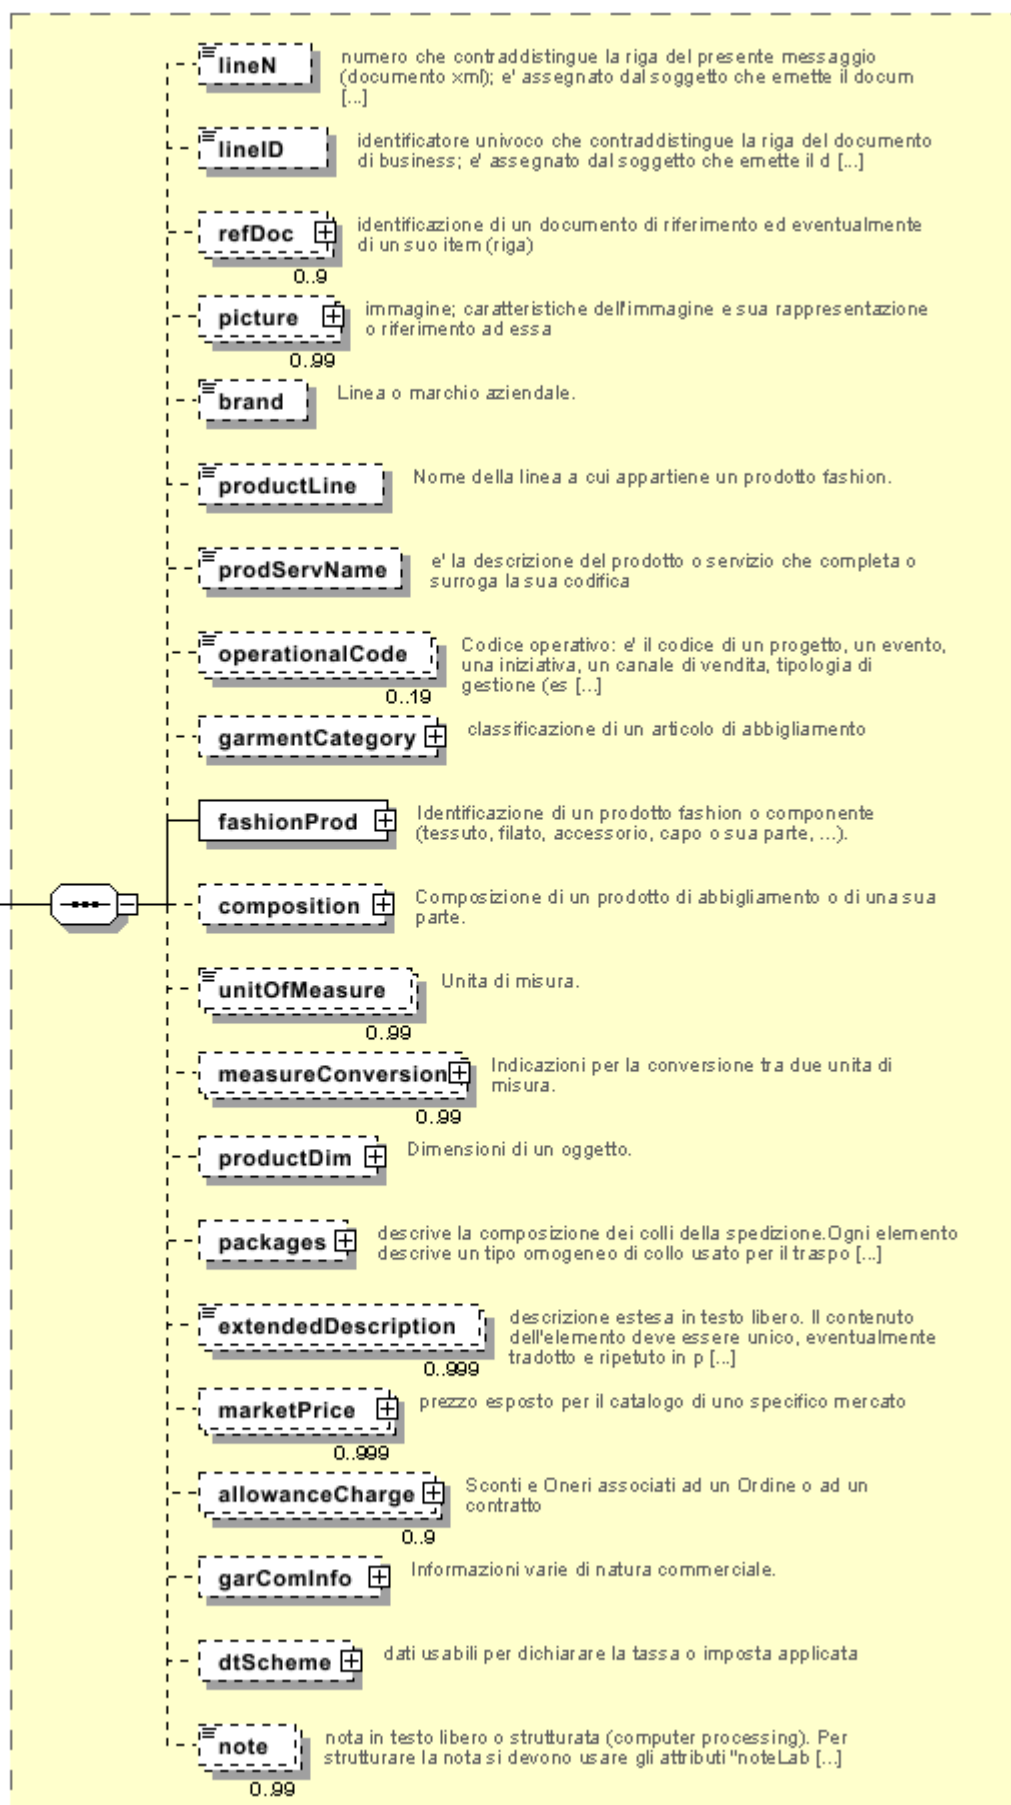 lineN
numero che contraddistingue la riga del presente messaggio
(documento xml); e' assegnato dal soggetto che emette il docum
[...]
lineID
identificatore univoco che contraddistingue la riga del documento
di business; e' assegnato dal soggetto che emette il d [...]
refDoc
identificazione di un documento di riferimento ed eventualmente
di un suo item (riga)
0..9
picture
immagine; caratteristiche dell'immagine e sua rappresentazione
o riferimento ad essa
0..99
brand
Linea o marchio aziendale.
productLine
Nome della linea a cui appartiene un prodotto fashion.
prodServName
e' la descrizione del prodotto o servizio che completa o
surroga la sua codifica
operationalCode
Codice operativo: e' il codice di un progetto, un evento,
una iniziativa, un canale di vendita, tipologia di
gestione (es [...]
0..19
garmentCategory
classificazione di un articolo di abbigliamento
fashionProd
Identificazione di un prodotto fashion o componente
(tessuto, filato, accessorio, capo o sua parte, ...).
composition
Composizione di un prodotto di abbigliamento o di una sua
parte.
unitOfMeasure
Unita di misura.
0..99
measureConversion
Indicazioni per la conversione tra due unita di
misura.
0..99
productDim
Dimensioni di un oggetto.
packages
descrive la composizione dei colli della spedizione.Ogni elemento
descrive un tipo omogeneo di collo usato per il traspo [...]
extendedDescription
descrizione estesa in testo libero. Il contenuto
dell'elemento deve essere unico, eventualmente
tradotto e ripetuto in p [...]
0..999
marketPrice
prezzo esposto per il catalogo di uno specifico mercato
0..999
allowanceCharge
Sconti e Oneri associati ad un Ordine o ad un
contratto
0..9
garComInfo
Informazioni varie di natura commerciale.
dtScheme
dati usabili per dichiarare la tassa o imposta applicata
note
nota in testo libero o strutturata (computer processing). Per
strutturare la nota si devono usare gli attributi "noteLab [...]
0..99